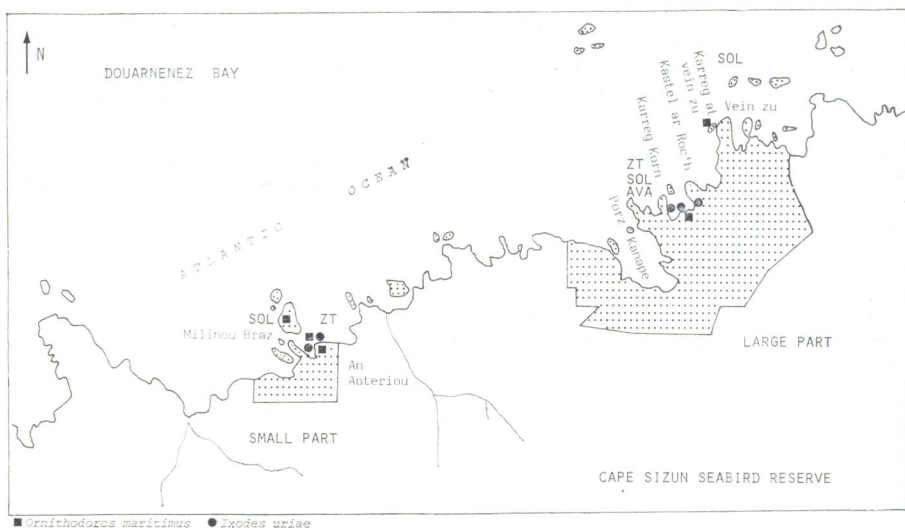 N
DOUARNENEZ BAY
ATLANTIC OCEAN
SOL
Karreg at vein zu
Vein zu
Kastel ar Roc'h
Karreg Korn
ZT
SOL
AVA
Porz Kanape
SOL
ZT
Milinou Braz
An
Aoteriou
LARGE PART
SMALL PART
CAPE SIZUN SEABIRD RESERVE
Ornithodoros maritimus Ixodes uriae